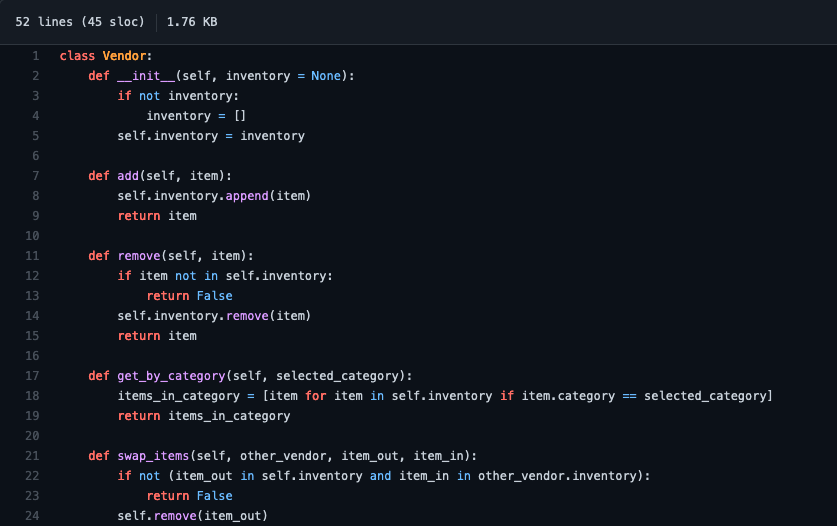 52 lines (45 sloc) 1.76 KB
1 class Vendor:
2     def __init__(self, inventory = None):
3         if not inventory:
4             inventory = []
5         self.inventory = inventory
6
7     def add(self, item):
8         self.inventory.append(item)
9         return item
10
11     def remove(self, item):
12         if item not in self.inventory:
13             return False
14         self.inventory.remove(item)
15         return item
16
17     def get_by_category(self, selected_category):
18         items_in_category = [item for item in self.inventory if item.category == selected_category]
19         return items_in_category
20
21     def swap_items(self, other_vendor, item_out, item_in):
22         if not (item_out in self.inventory and item_in in other_vendor.inventory):
23             return False
24         self.remove(item_out)